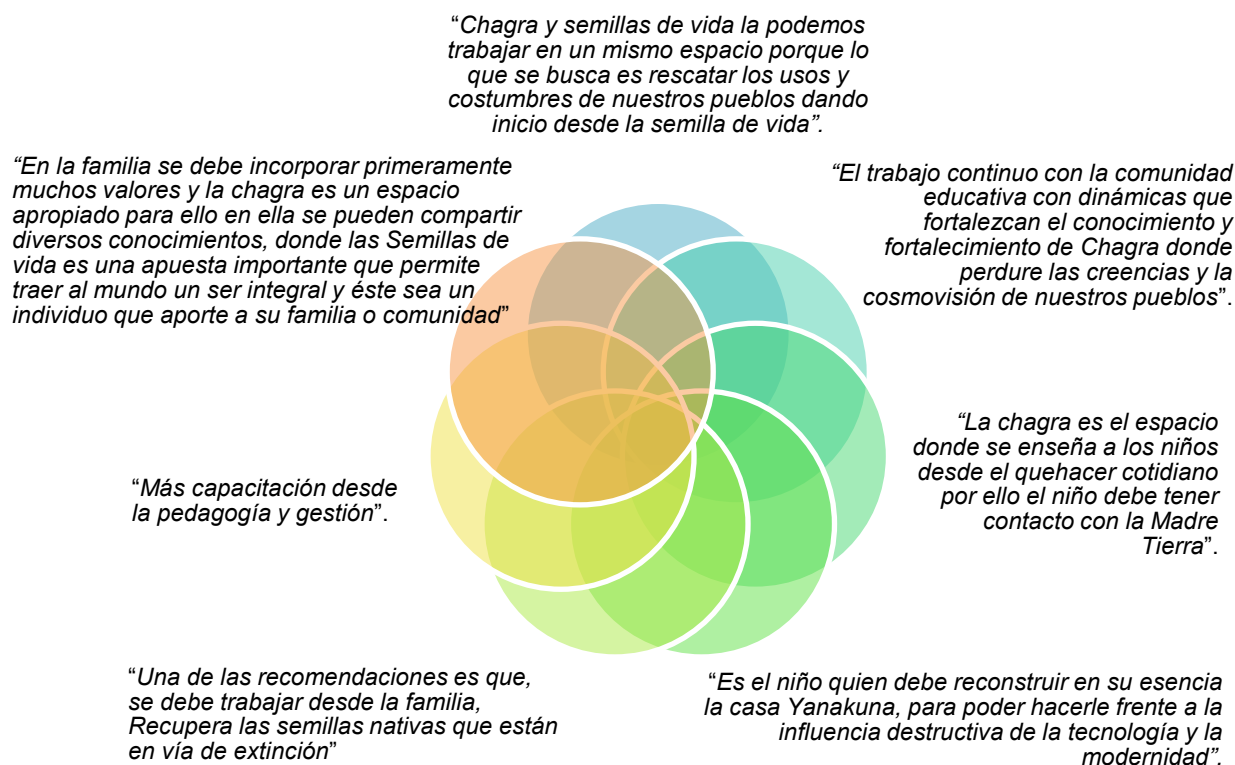 “Chagra y semillas de vida la podemos
trabajar en un mismo espacio porque lo
que se busca es rescatar los usos y
costumbres de nuestros pueblos dando
inicio desde la semilla de vida”.
“En la familia se debe incorporar primeramente
muchos valores y la chagra es un espacio
apropiado para ello en ella se pueden compartir
diversos conocimientos, donde las Semillas de
vida es una apuesta importante que permite
traer al mundo un ser integral y éste sea un
individuo que aporte a su familia o comunidad”
“El trabajo continuo con la comunidad
educativa con dinámicas que
fortalezcan el conocimiento y
fortalecimiento de Chagra donde
perdure las creencias y la
cosmovisión de nuestros pueblos”.
“La chagra es el espacio
donde se enseña a los niños
desde el quehacer cotidiano
por ello el niño debe tener
contacto con la Madre
Tierra”.
“Más capacitación desde
la pedagogía y gestión”.
“Una de las recomendaciones es que,
se debe trabajar desde la familia,
Recupera las semillas nativas que están
en vía de extinción”
“Es el niño quien debe reconstruir en su esencia
la casa Yanakuna, para poder hacerle frente a la
influencia destructiva de la tecnología y la
modernidad”.